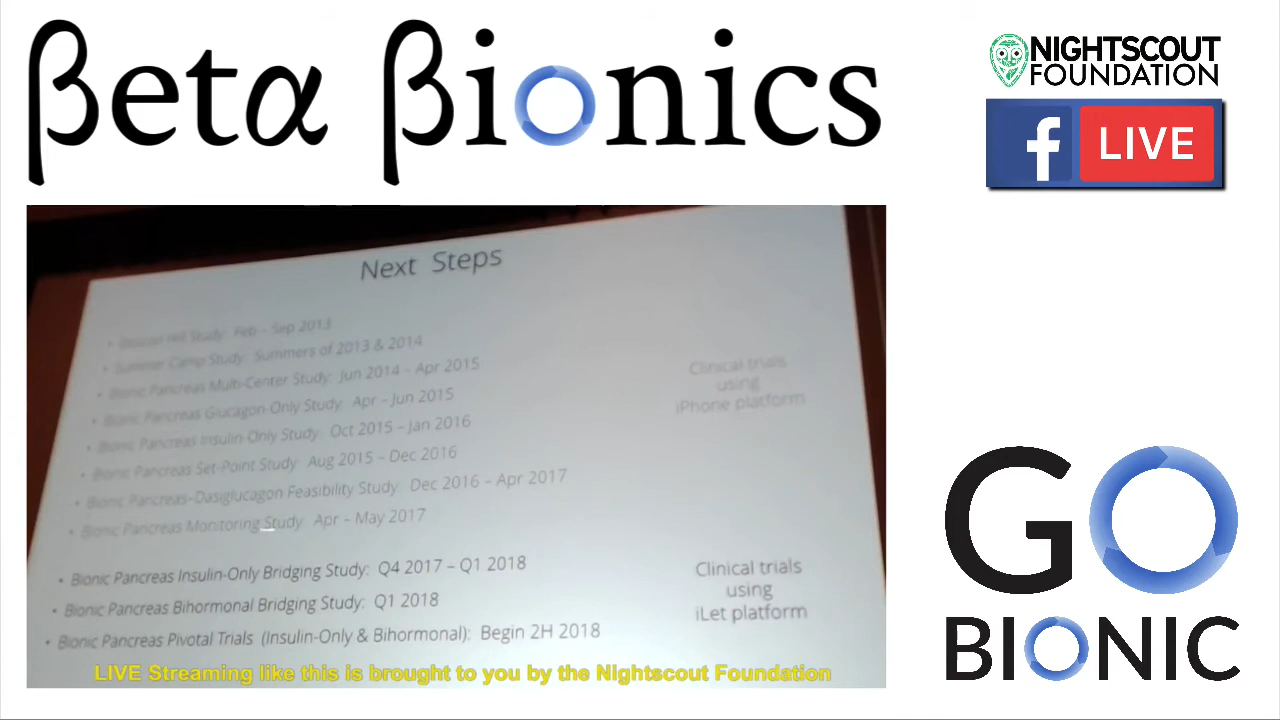 βetα βionics
NIGHTSCOUT
FOUNDATION
f LIVE
Next Steps
• Beacon Hill Study: Feb – Sep 2013
• Summer Camp Study: Summers of 2013 & 2014
• Bionic Pancreas Multi-Center Study: Jun 2014 – Apr 2015
• Bionic Pancreas Glucagon-Only Study: Apr – Jun 2015
• Bionic Pancreas Insulin-Only Study: Oct 2015 – Jan 2016
• Bionic Pancreas Set-Point Study: Aug 2015 – Dec 2016
• Bionic Pancreas–Dasiglucagon Feasibility Study: Dec 2016 – Apr 2017
• Bionic Pancreas Monitoring Study: Apr – May 2017
Clinical trials
using
iPhone platform
• Bionic Pancreas Insulin-Only Bridging Study: Q4 2017 – Q1 2018
• Bionic Pancreas Bihormonal Bridging Study: Q1 2018
• Bionic Pancreas Pivotal Trials (Insulin-Only & Bihormonal): Begin 2H 2018
Clinical trials
using
iLet platform
LIVE Streaming like this is brought to you by the Nightscout Foundation
GO
BIONIC